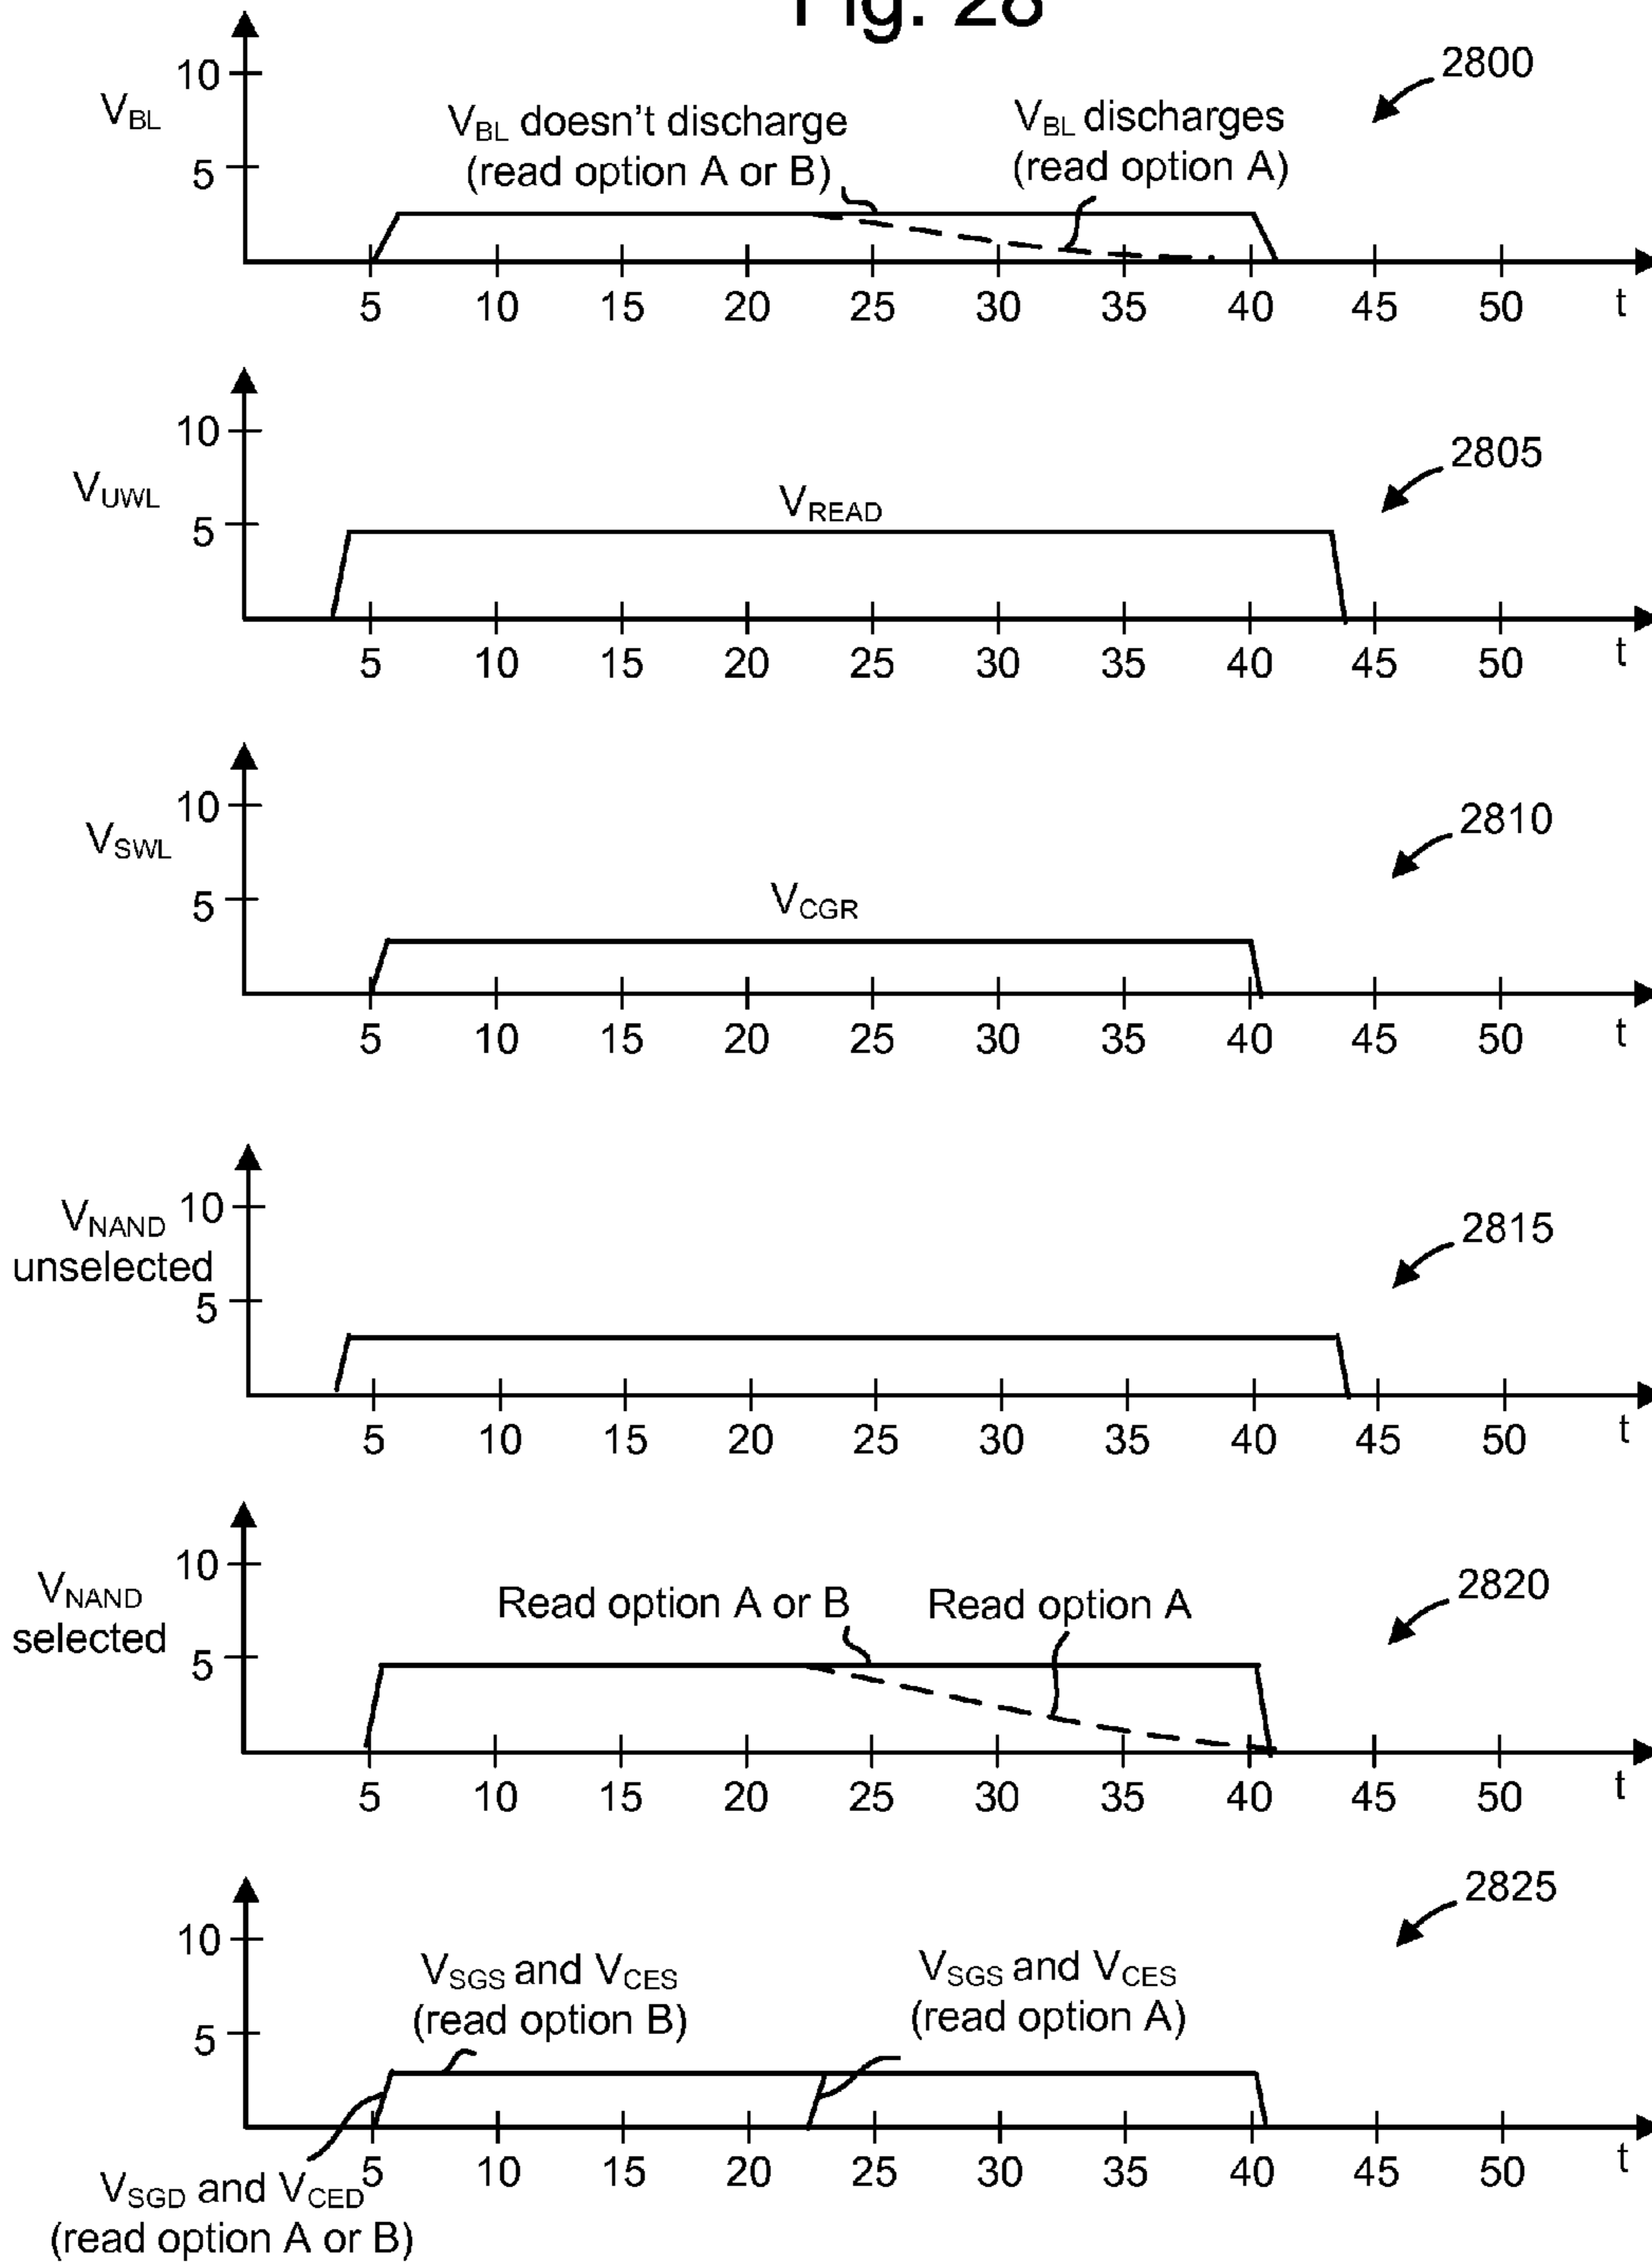 Fig. 28
2800
10
V_BL
V_BL doesn't discharge
(read option A or B)
V_BL discharges
(read option A)
5
5 10 15 20 25 30 35 40 45 50 t
2805
10
V_UWL
5
V_READ
5 10 15 20 25 30 35 40 45 50 t
2810
10
V_SWL
5
V_CGR
5 10 15 20 25 30 35 40 45 50 t
2815
V_NAND 10
unselected
5
5 10 15 20 25 30 35 40 45 50 t
2820
10
V_NAND
selected
5
Read option A or B
Read option A
5 10 15 20 25 30 35 40 45 50 t
2825
10
V_SGS and V_CES
(read option B)
V_SGS and V_CES
(read option A)
5
5 10 15 20 25 30 35 40 45 50 t
V_SGD and V_CED
(read option A or B)